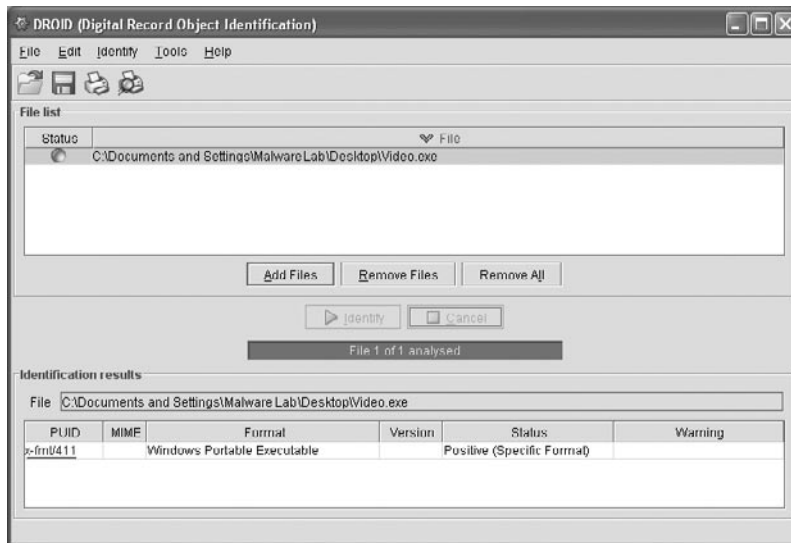 DROID (Digital Record Object Identification)
File Edit Identify Tools Help
File list
Status File
C:\Documents and Settings\Malware Lab\Desktop\Video.exe
Add Files Remove Files Remove All
Identify Cancel
File 1 of 1 analysed
Identification results
File C:\Documents and Settings\Malware Lab\Desktop\Video.exe
PUID MIME Format Version Status Warning
x-fmt/411 Windows Portable Executable Positive (Specific Format)